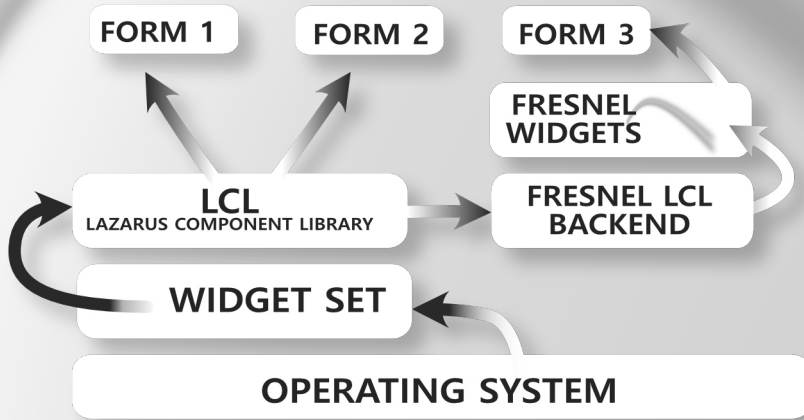 FORM 1
FORM 2
FORM 3
FRESNEL
WIDGETS
LCL
LAZARUS COMPONENT LIBRARY
FRESNEL LCL
BACKEND
WIDGET SET
OPERATING SYSTEM